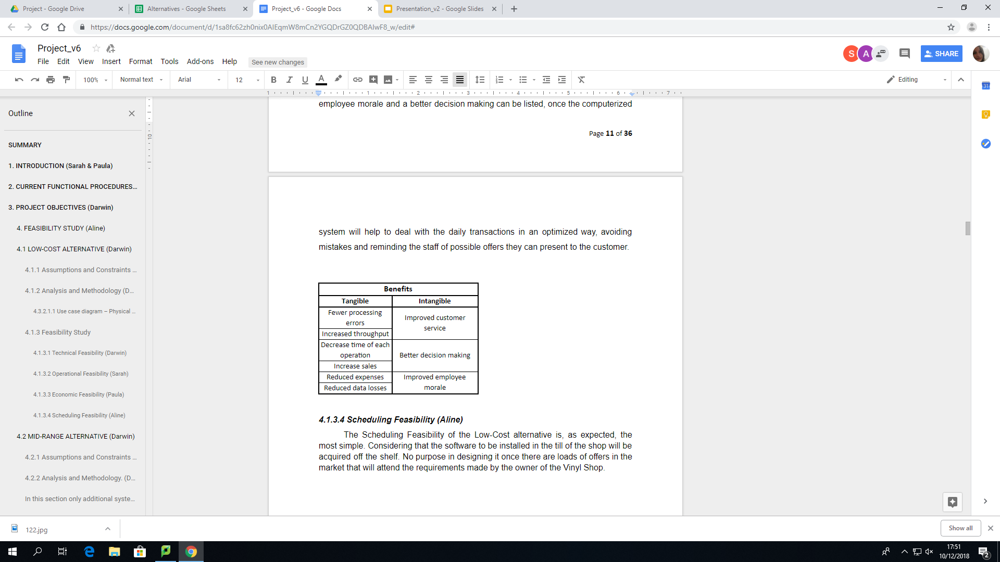 Project - Google Drive
Alternatives - Google Sheets
Project_v6 - Google Docs
Presentation_v2 - Google Slides
https://docs.google.com/document/d/1sa8fc62zh0nix0AlEqmW8mCn2YGQDrGZ0QDBAlwF8_w/edit#
Project_v6
File Edit View Insert Format Tools Add-ons Help See new changes
S A SHARE
100% Normal text Arial 12 B I U A Editing
1 1 2 3 4 5 6 7
31
10
Outline
SUMMARY
1. INTRODUCTION (Sarah & Paula)
2. CURRENT FUNCTIONAL PROCEDURES...
3. PROJECT OBJECTIVES (Darwin)
4. FEASIBILITY STUDY (Aline)
4.1 LOW-COST ALTERNATIVE (Darwin)
4.1.1 Assumptions and Constraints ...
4.1.2 Analysis and Methodology (D...
4.3.2.1.1 Use case diagram – Physical ...
4.1.3 Feasibility Study
4.1.3.1 Technical Feasibility (Darwin)
4.1.3.2 Operational Feasibility (Sarah)
4.1.3.3 Economic Feasibility (Paula)
4.1.3.4 Scheduling Feasibility (Aline)
4.2 MID-RANGE ALTERNATIVE (Darwin)
4.2.1 Assumptions and Constraints ...
4.2.2 Analysis and Methodology. (D...
In this section only additional syste...
employee morale and a better decision making can be listed, once the computerized
Page 11 of 36
system will help to deal with the daily transactions in an optimized way, avoiding
mistakes and reminding the staff of possible offers they can present to the customer.
Benefits
Tangible Intangible
Fewer processing
errors
Improved customer
service
Increased throughput
Decrease time of each
operation
Better decision making
Increase sales
Reduced expenses
Improved employee
morale
Reduced data losses
4.1.3.4 Scheduling Feasibility (Aline)
The Scheduling Feasibility of the Low-Cost alternative is, as expected, the
most simple. Considering that the software to be installed in the till of the shop will be
acquired off the shelf. No purpose in designing it once there are loads of offers in the
market that will attend the requirements made by the owner of the Vinyl Shop.
122.jpg
Show all
17:51
10/12/2018
2